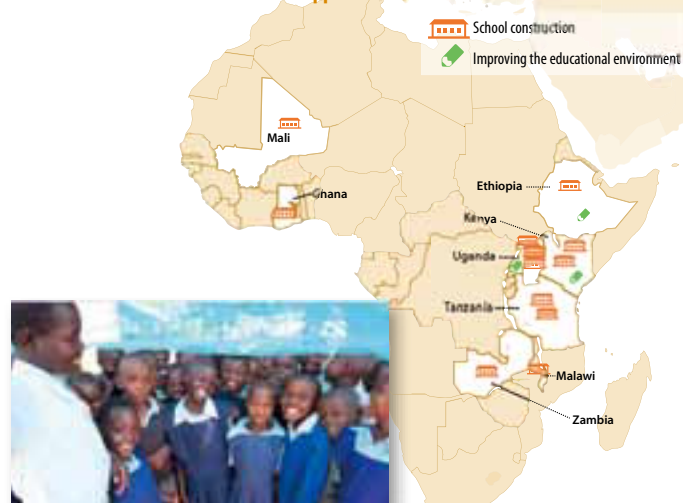 School construction
Improving the educational environment
Mali
Ghana
Ethiopia
Kenya
Uganda
Tanzania
Malawi
Zambia